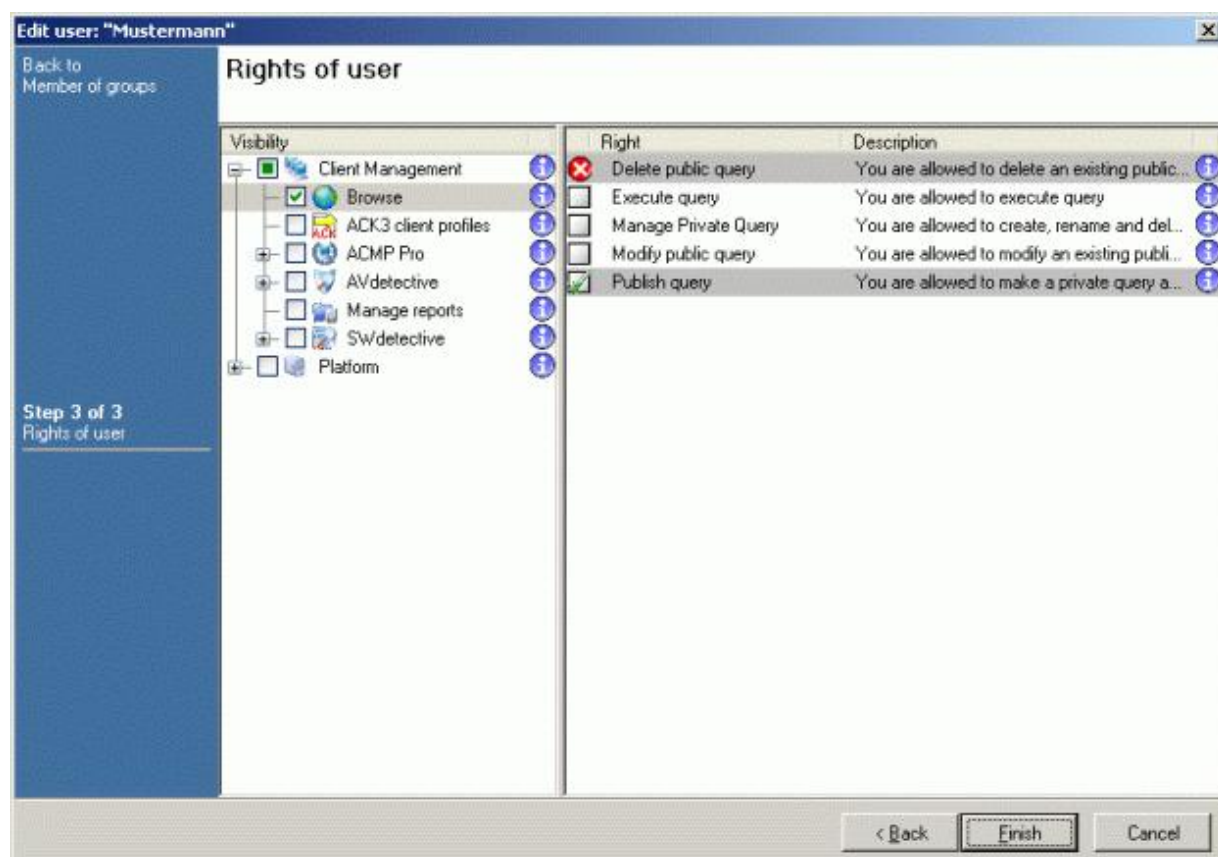 Edit user: "Mustermann"
Back to
Member of groups
Rights of user
Visibility
Right Description
Client Management
Browse
ACK3 client profiles
ACMP Pro
AVdetective
Manage reports
SWdetective
Platform
Delete public query You are allowed to delete an existing public...
Execute query You are allowed to execute query
Manage Private Query You are allowed to create, rename and del...
Modify public query You are allowed to modify an existing publi...
Publish query You are allowed to make a private query a...
Step 3 of 3
Rights of user
< Back Finish Cancel